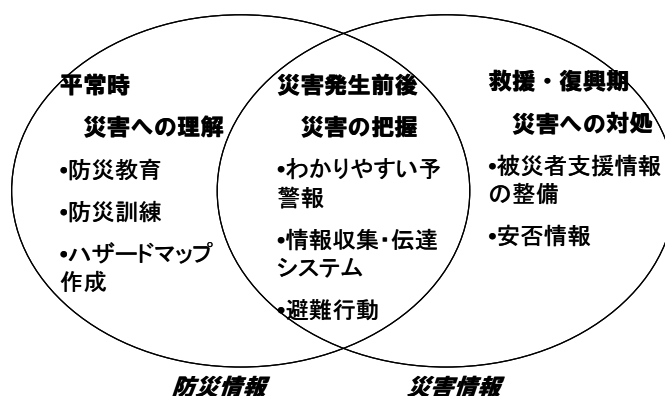 平常時
災害への理解
•防災教育
•防災訓練
•ハザードマップ
作成
災害発生前後
災害の把握
•わかりやすい予
警報
•情報収集・伝達
システム
•避難行動
救援・復興期
災害への対処
•被災者支援情報
の整備
•安否情報
防災情報
災害情報